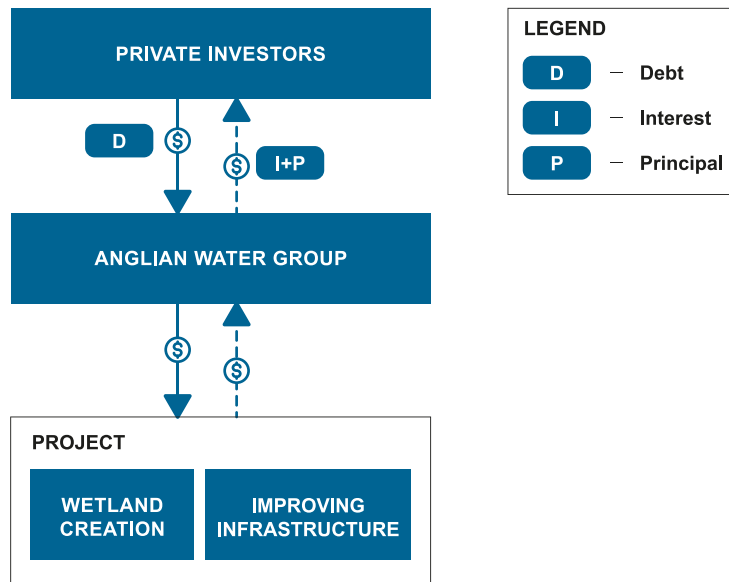 PRIVATE INVESTORS
D
$
$
I+P
ANGLIAN WATER GROUP
$
$
PROJECT
WETLAND
CREATION
IMPROVING
INFRASTRUCTURE
LEGEND
D – Debt
I – Interest
P – Principal